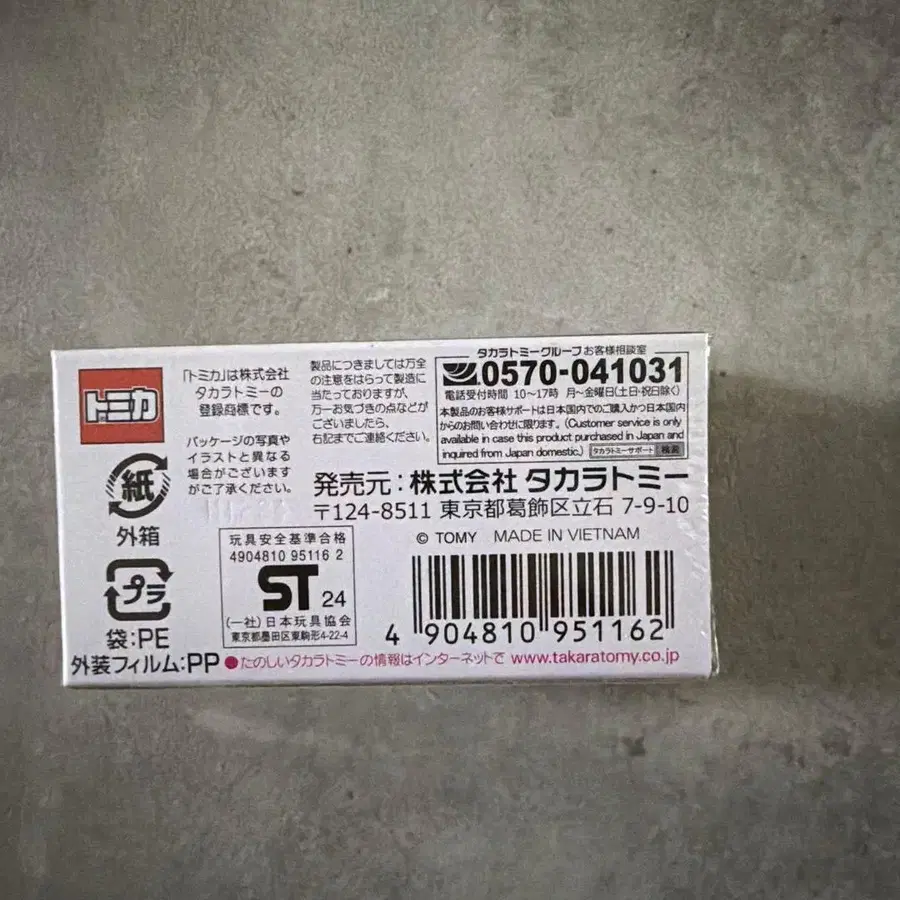 トミカ
紙
外箱
プラ
袋:PE
外装フィルム:PP
「トミカ」は株式会社
タカラトミーの
登録商標です。
パッケージの写真や
イラストと異なる
場合がございます
がご了承ください。
製品につきましては万全
の注意をはらって製造に
当たっておりますが、
万一お気づきの点などが
ございましたら、
右記までご連絡ください。
タカラトミーグループお客様相談室
0570-041031
電話受付時間 10〜17時 月〜金曜日(土日・祝日除く)
本製品のお客様サポートは日本国内でのご購入かつ日本国内
からのお問い合わせに限ります。(Customer service is only
available in case this product purchased in Japan and
inquired from Japan domestic.) タカラトミーサポート 検索
発売元:株式会社 タカラトミー
〒124-8511 東京都葛飾区立石 7-9-10
© TOMY MADE IN VIETNAM
玩具安全基準合格
4904810 95116 2
ST 24
(一社)日本玩具協会
東京都墨田区東駒形4-22-4
4 904810 951162
●たのしいタカラトミーの情報はインターネットで www.takaratomy.co.jp